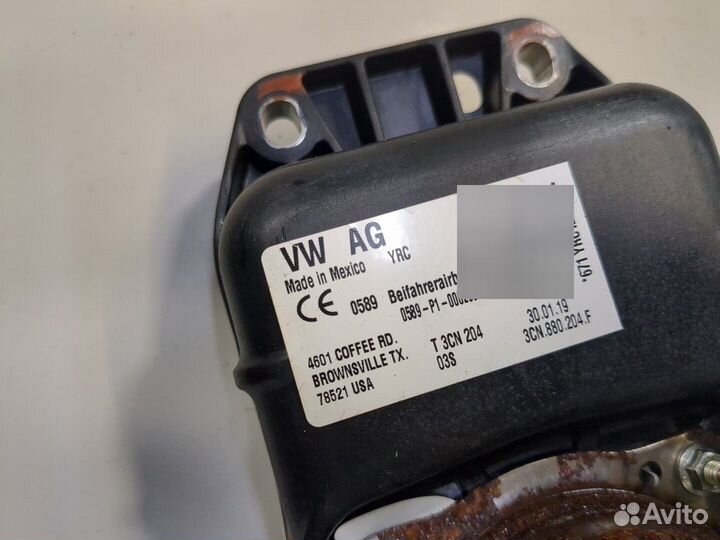 VW AG
Made in Mexico YRC
CE 0589
0589-P1-
4601 COFFEE RD.
BROWNSVILLE TX.
78521 USA
T 3CN 204
03S
30.01.19
3CN.880.204.F
Avito